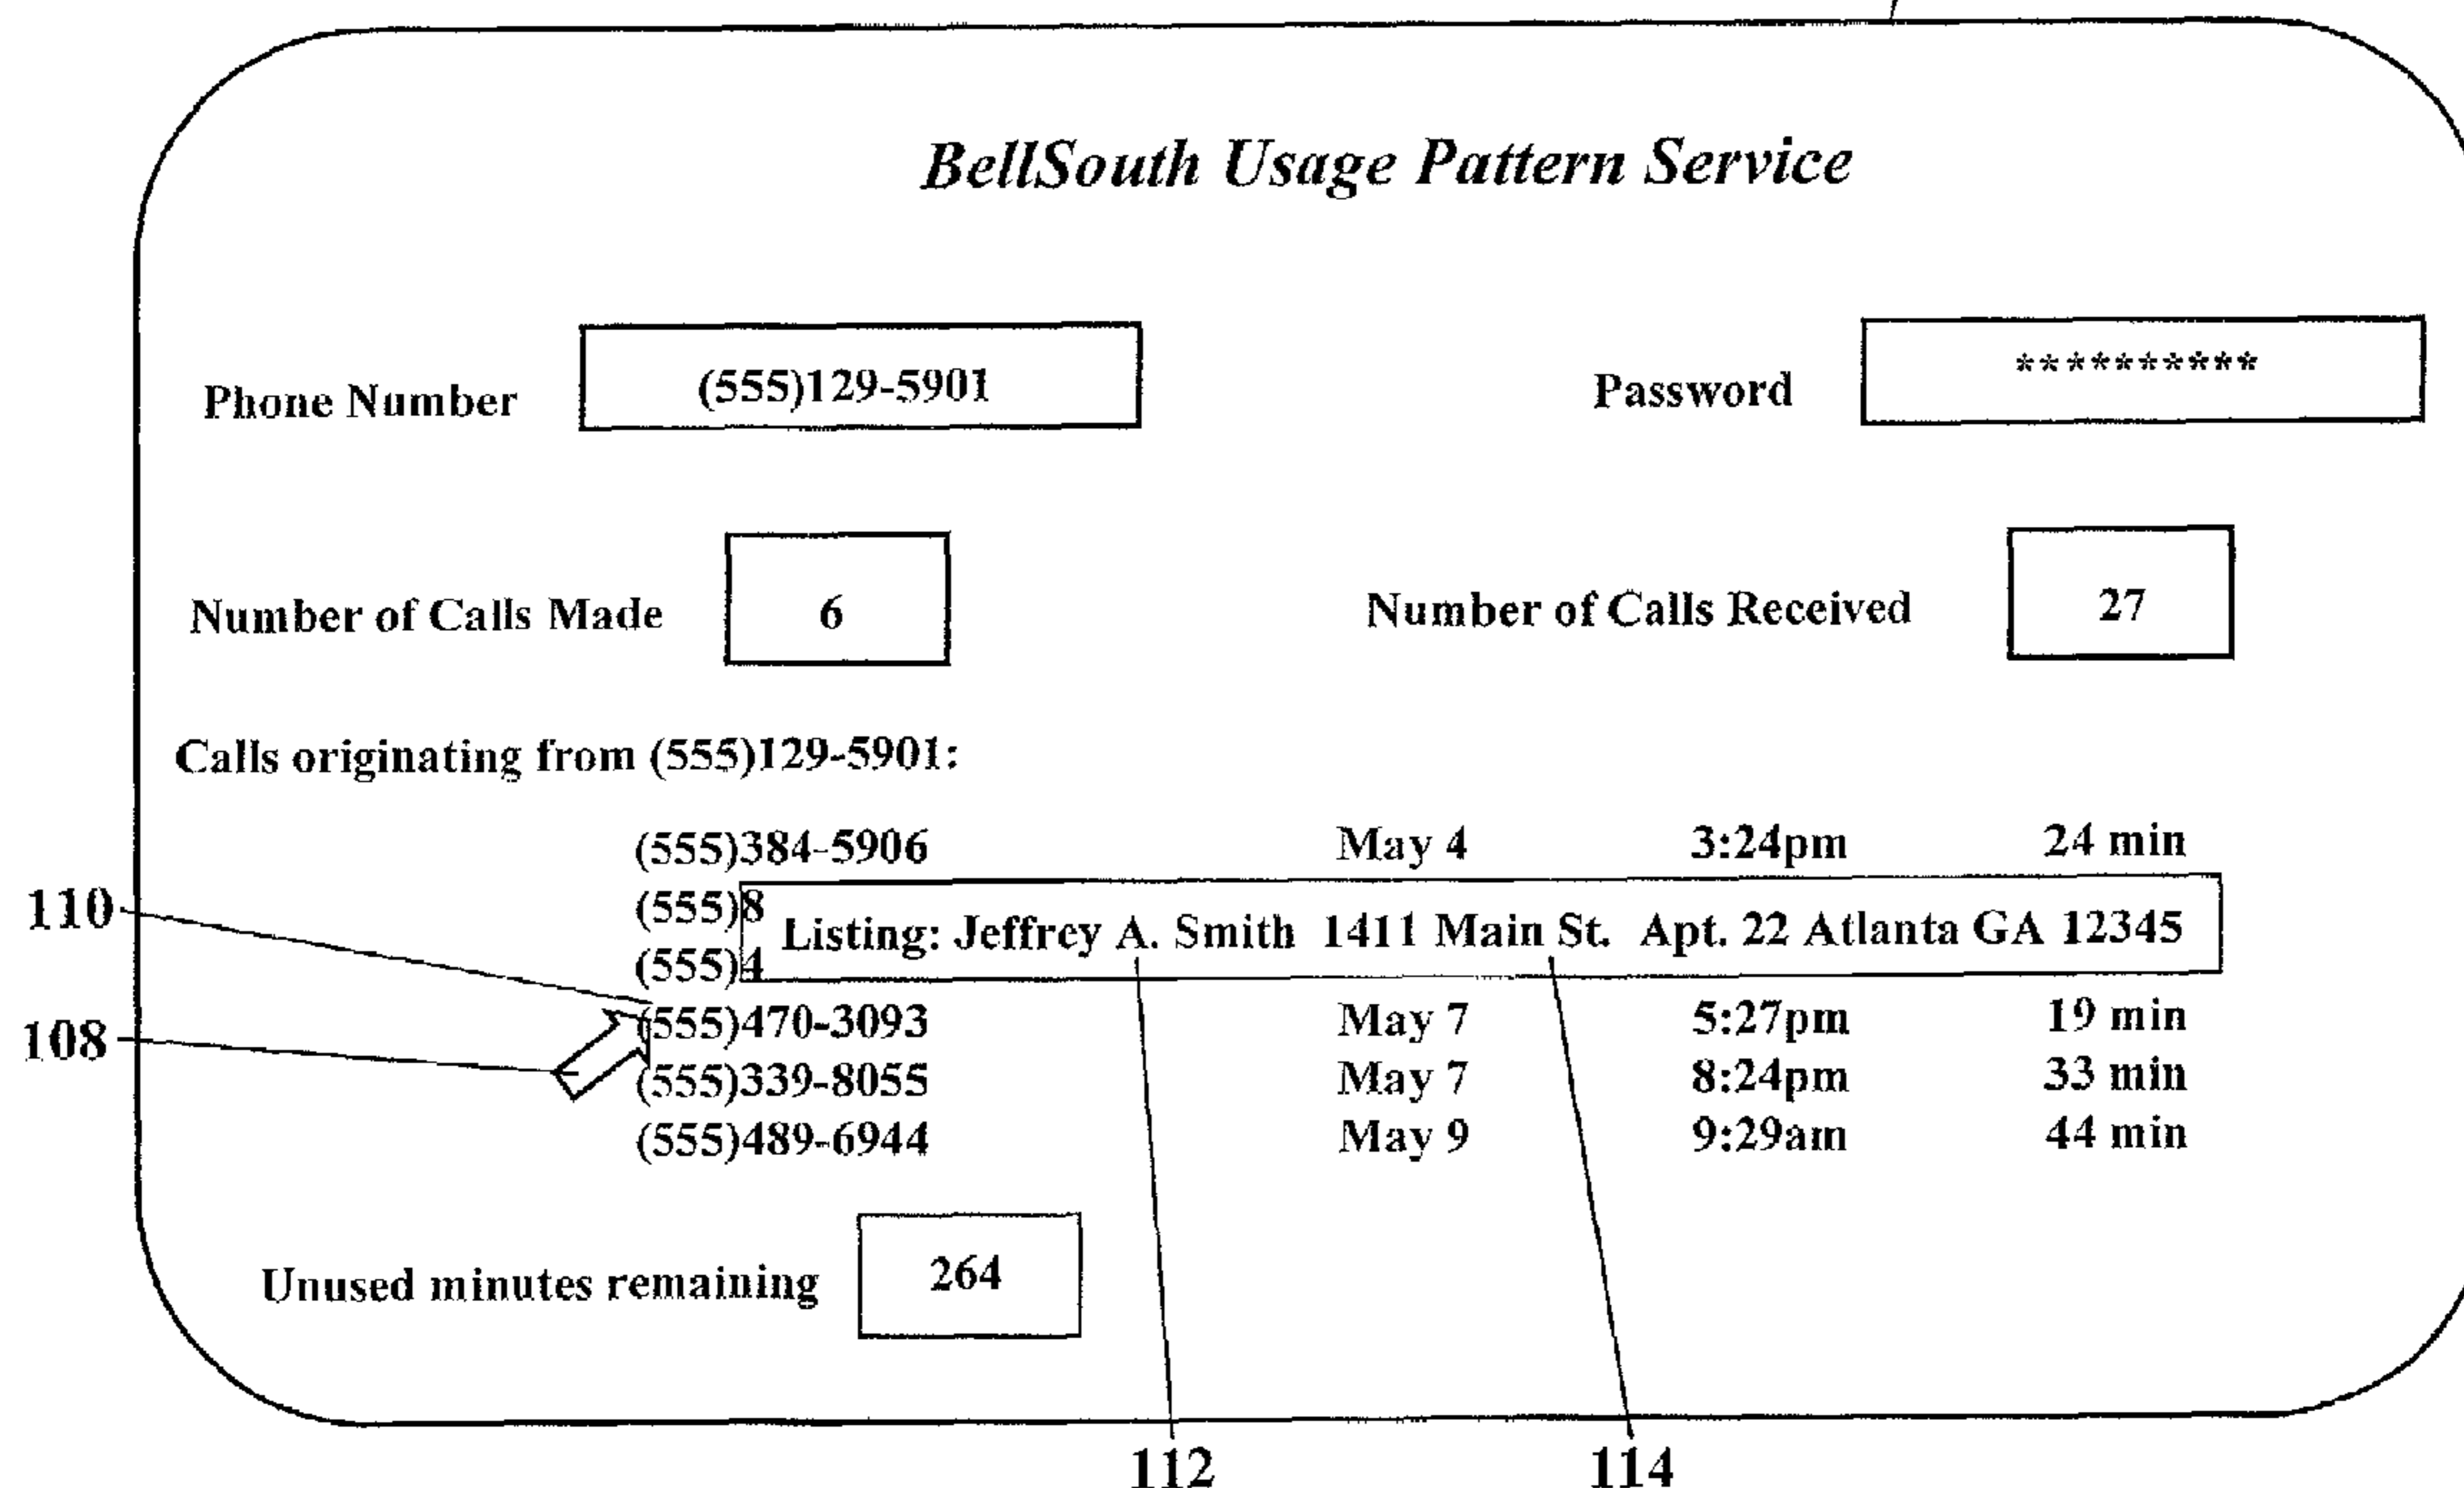 BellSouth Usage Pattern Service
Phone Number (555)129-5901 Password **********
Number of Calls Made 6 Number of Calls Received 27
Calls originating from (555)129-5901:
(555)384-5906 May 4 3:24pm 24 min
110 (555)8
Listing: Jeffrey A. Smith 1411 Main St. Apt. 22 Atlanta GA 12345
(555)4
(555)470-3093 May 7 5:27pm 19 min
108
(555)339-8055 May 7 8:24pm 33 min
(555)489-6944 May 9 9:29am 44 min
Unused minutes remaining 264
112 114